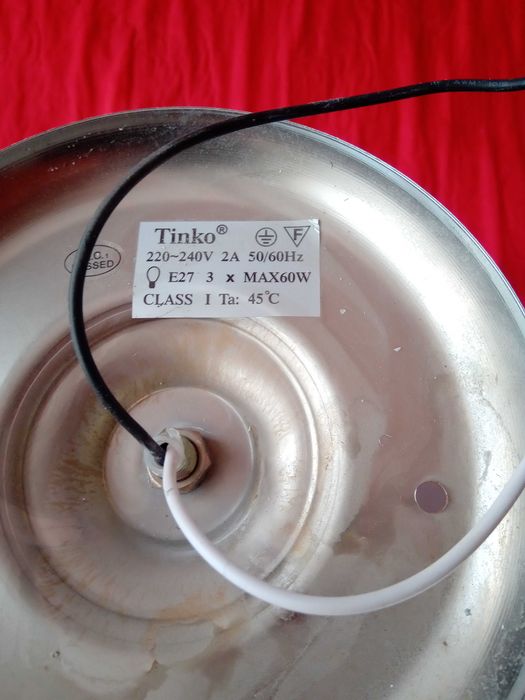 Tinko®
220~240V 2A 50/60Hz
E27 3 x MAX60W
CLASS I Ta: 45°C
F